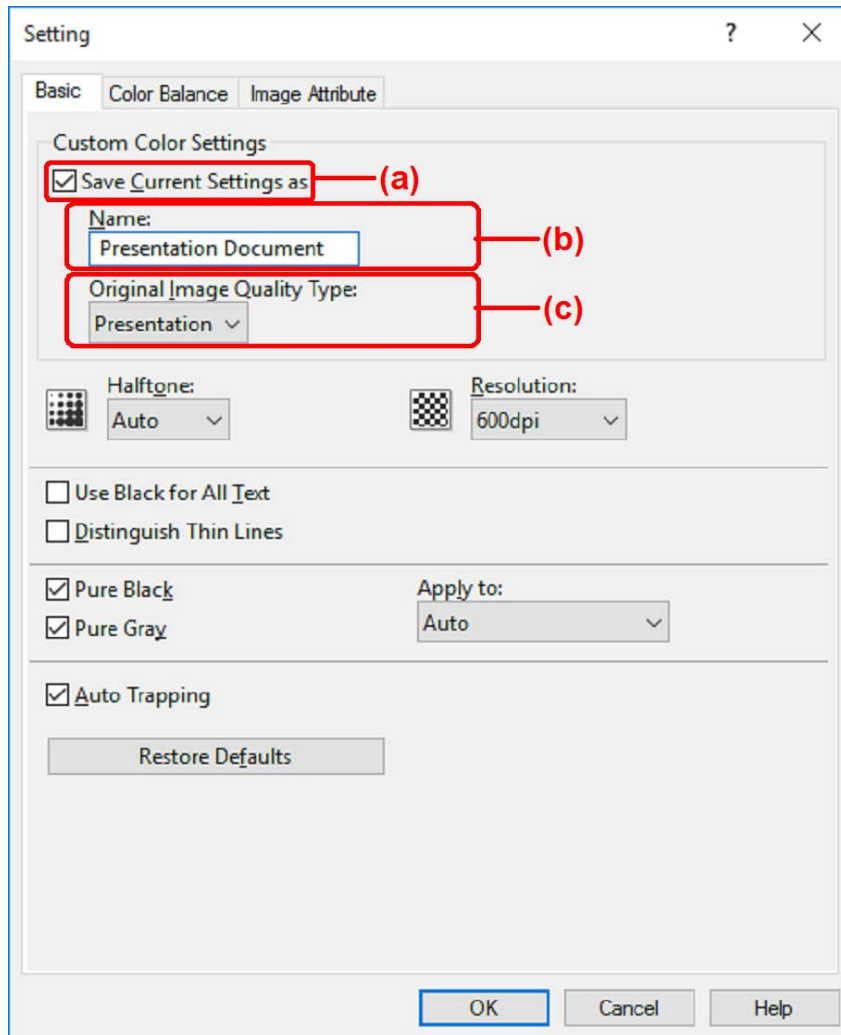 Setting ?
Basic Color Balance Image Attribute
Custom Color Settings
Save Current Settings as (a)
Name:
Presentation Document (b)
Original Image Quality Type:
(c)
Presentation
Halftone: Resolution:
Auto 600dpi
Use Black for All Text
Distinguish Thin Lines
Pure Black Apply to:
Pure Gray Auto
Auto Trapping
Restore Defaults
OK Cancel Help